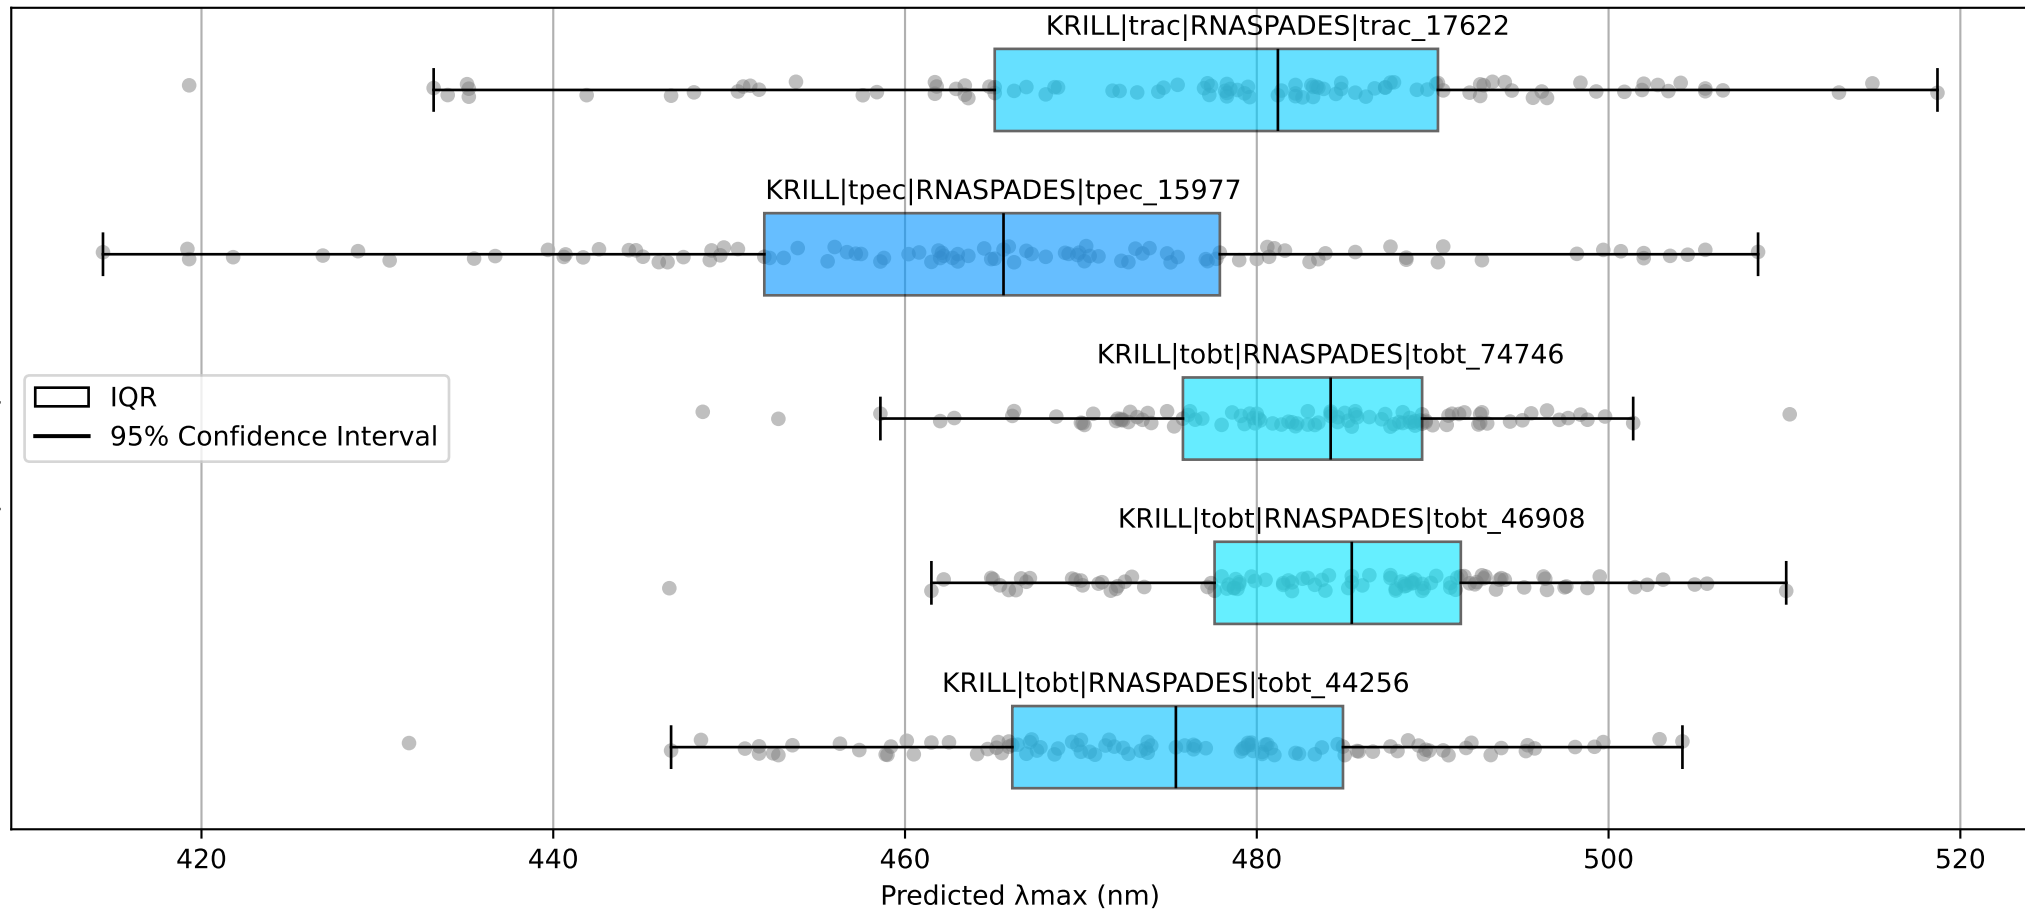 KRILL|trac|RNASPADES|trac_17622
KRILL|tpec|RNASPADES|tpec_15977
KRILL|tobt|RNASPADES|tobt_74746
IQR
95% Confidence Interval
KRILL|tobt|RNASPADES|tobt_46908
KRILL|tobt|RNASPADES|tobt_44256
420 440 460 480 500 520
Predicted λmax (nm)